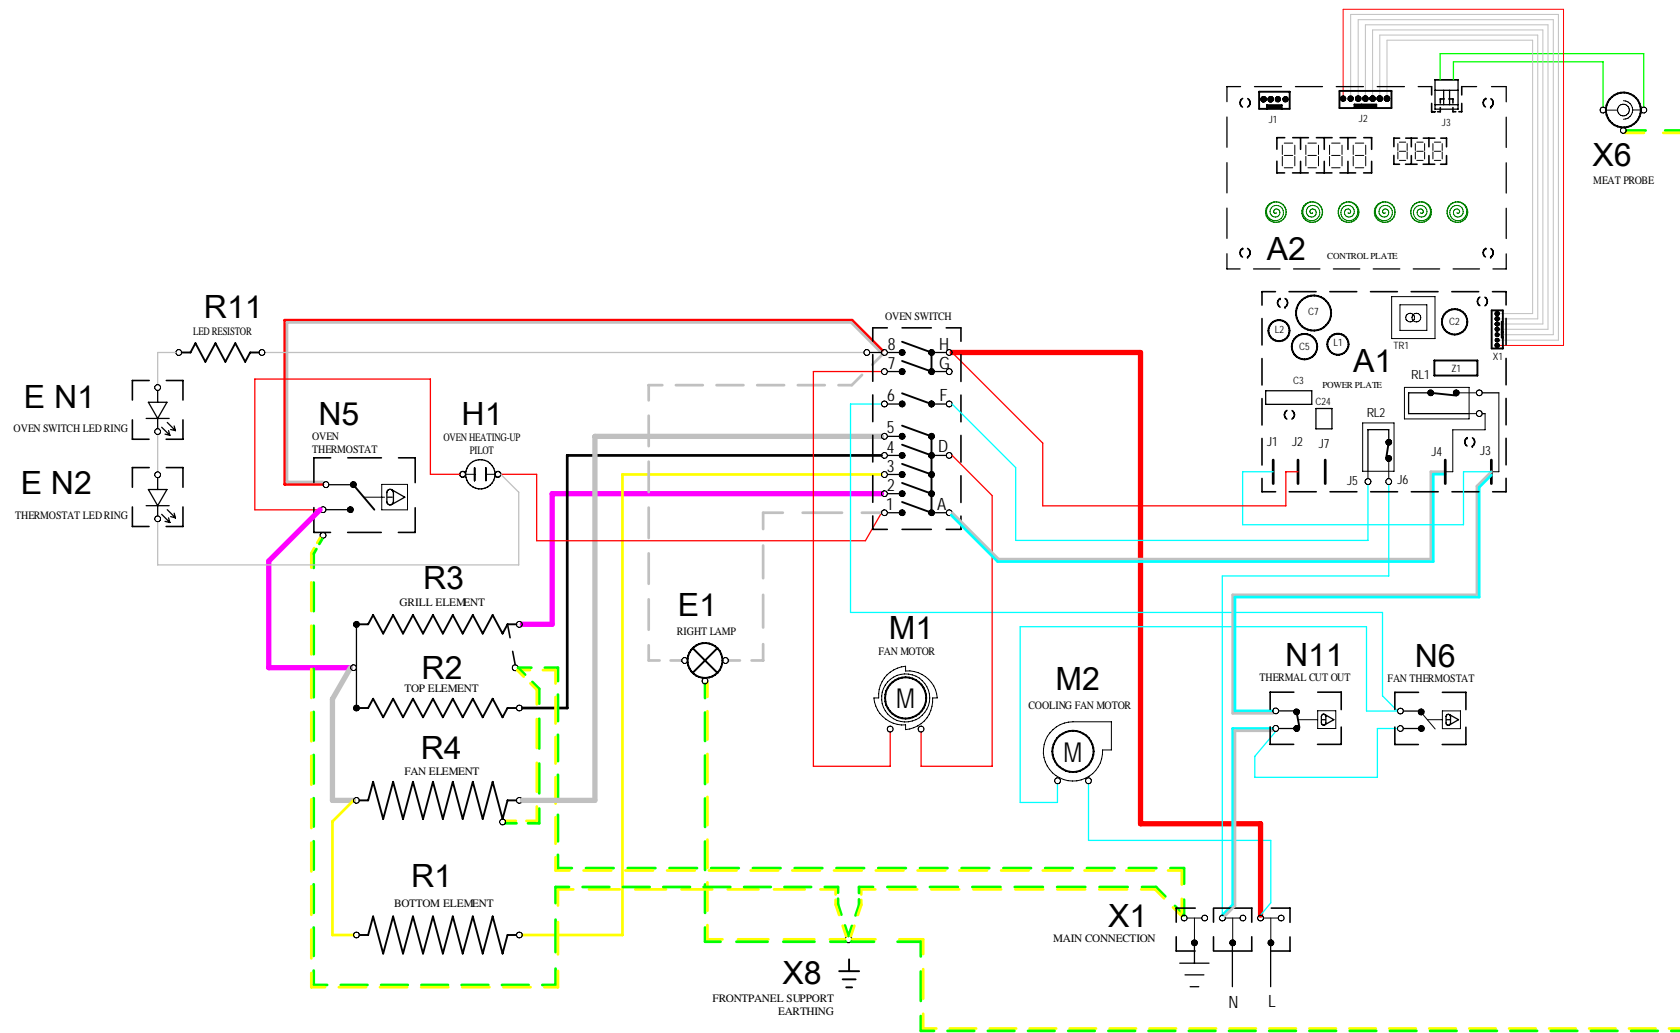 J1
J2
J3
X6
MEAT PROBE
A2
CONTROL PLATE
R11
LED RESISTOR
OVEN SWITCH
8
H
7
G
6
F
5
4
D
3
2
1
A
C7
L2
C5
L1
TR1
C2
X1
A1
POWER PLATE
RL1
Z1
C3
C24
RL2
J1
J2
J7
J5
J6
J4
J3
E N1
OVEN SWITCH LED RING
N5
OVEN
THERMOSTAT
H1
OVEN HEATING-UP
PILOT
E N2
THERMOSTAT LED RING
R3
GRILL ELEMENT
E1
RIGHT LAMP
M1
FAN MOTOR
M
R2
TOP ELEMENT
M2
COOLING FAN MOTOR
M
N11
THERMAL CUT OUT
N6
FAN THERMOSTAT
R4
FAN ELEMENT
R1
BOTTOM ELEMENT
X1
MAIN CONNECTION
N
L
X8
FRONTPANEL SUPPORT
EARTHING